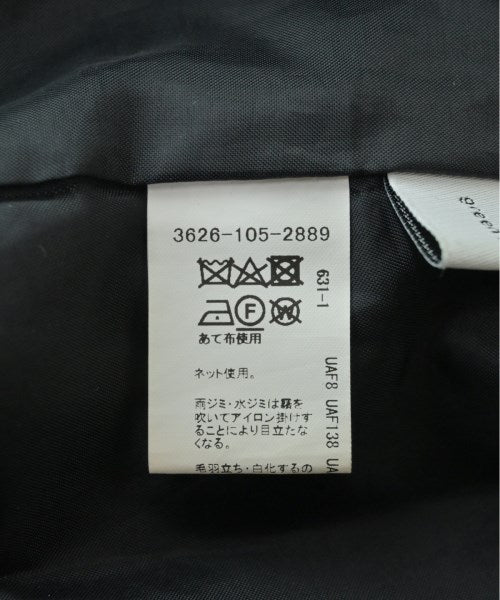 3626-105-2889
F W
あて布使用
ネット使用。
雨ジミ・水ジミは霧を
吹いてアイロン掛けす
ることにより目立たな
くなる。
毛羽立ち・白化するの
631-1
UAF8 UAF138 UA
green